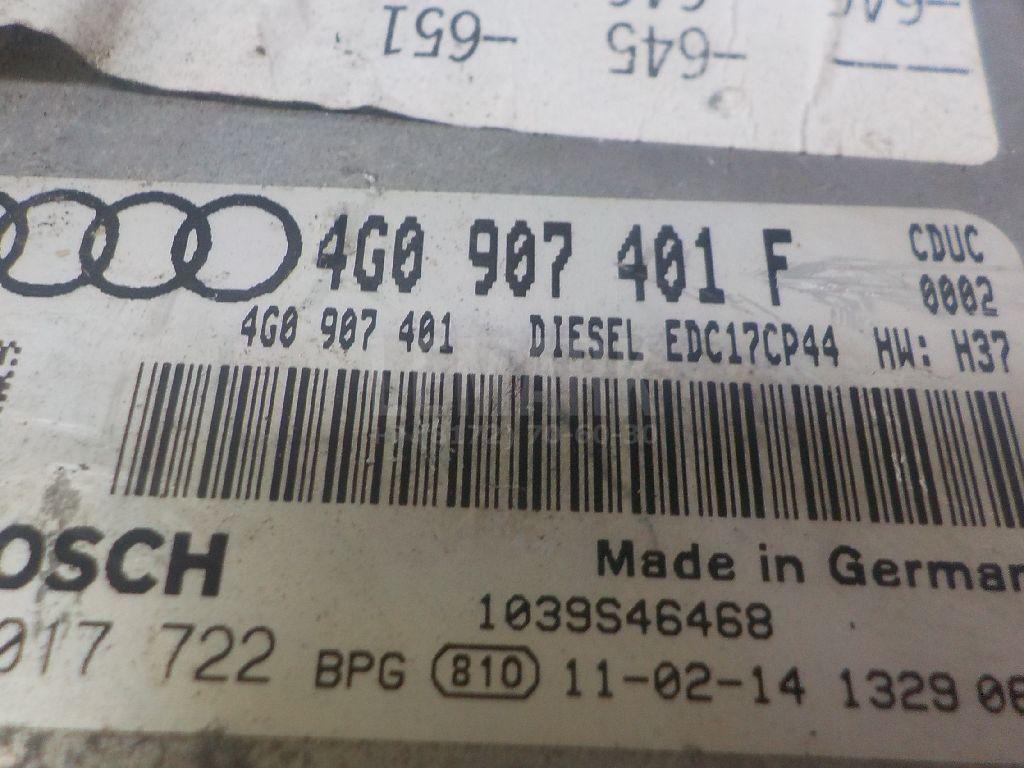 -651 -645
4G0 907 401 F CDUC
0002
4G0 907 401 DIESEL EDC17CP44 HW: H37
OSCH Made in German
1039S46468
017 722 BPG 810 11-02-14 1329 06